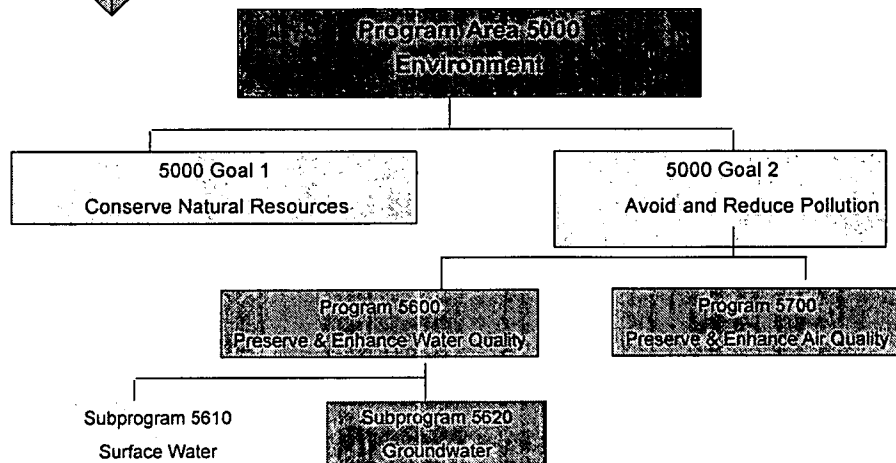 Program Area 5000
Environment
5000 Goal 1
Conserve Natural Resources
5000 Goal 2
Avoid and Reduce Pollution
Program 5600
Preserve & Enhance Water Quality
Program 5700
Preserve & Enhance Air Quality
Subprogram 5610
Surface Water
Subprogram 5620
Groundwater